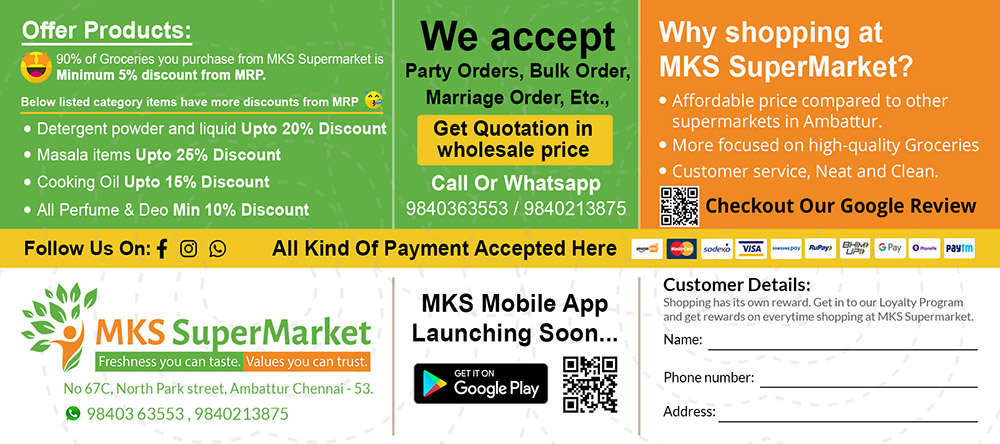 Offer Products:
90% of Groceries you purchase from MKS Supermarket is
Minimum 5% discount from MRP.
Below listed category items have more discounts from MRP
• Detergent powder and liquid Upto 20% Discount
• Masala items Upto 25% Discount
• Cooking Oil Upto 15% Discount
• All Perfume & Deo Min 10% Discount
We accept
Party Orders, Bulk Order,
Marriage Order, Etc.,
Get Quotation in
wholesale price
Call Or Whatsapp
9840363553 / 9840213875
Why shopping at
MKS SuperMarket?
• Affordable price compared to other
supermarkets in Ambattur.
• More focused on high-quality Groceries
• Customer service, Neat and Clean.
Checkout Our Google Review
Follow Us On:
All Kind Of Payment Accepted Here
sodexo
VISA
RuPay
BHIM
UPI
G Pay
PhonePe
paytm
MKS SuperMarket
Freshness you can taste. Values you can trust.
No 67C, North Park street, Ambattur Chennai - 53.
98403 63553 , 9840213875
MKS Mobile App
Launching Soon...
GET IT ON
Google Play
Customer Details:
Shopping has its own reward. Get in to our Loyalty Program
and get rewards on everytime shopping at MKS Supermarket.
Name:
Phone number:
Address: